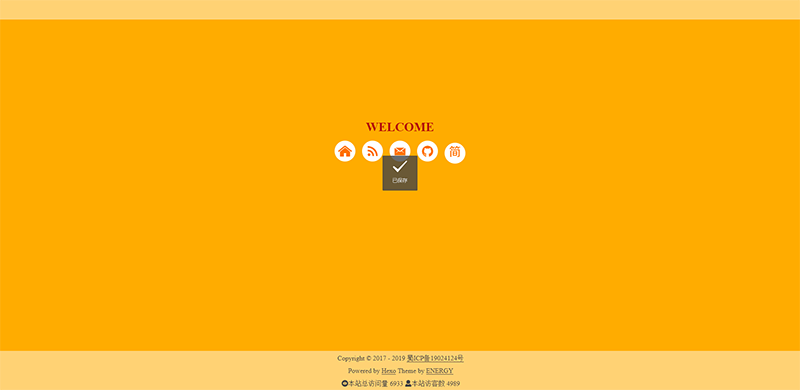 WELCOME
简
已保存
Copyright © 2017 - 2019 蜀ICP备19024124号
Powered by Hexo Theme by ENERGY
本站总访问量 6933 本站访客数 4989